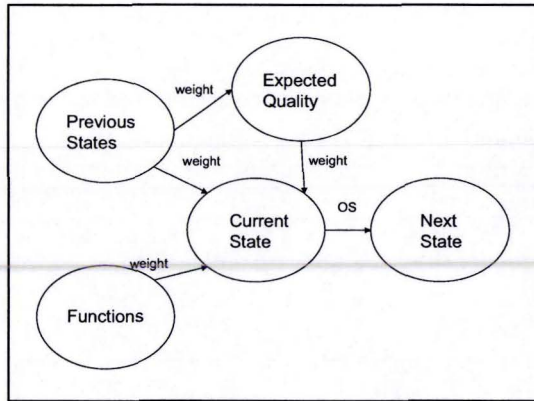 Expected
Quality
weight
Previous
States
weight
weight
OS
Current
State
Next
State
weight
Functions